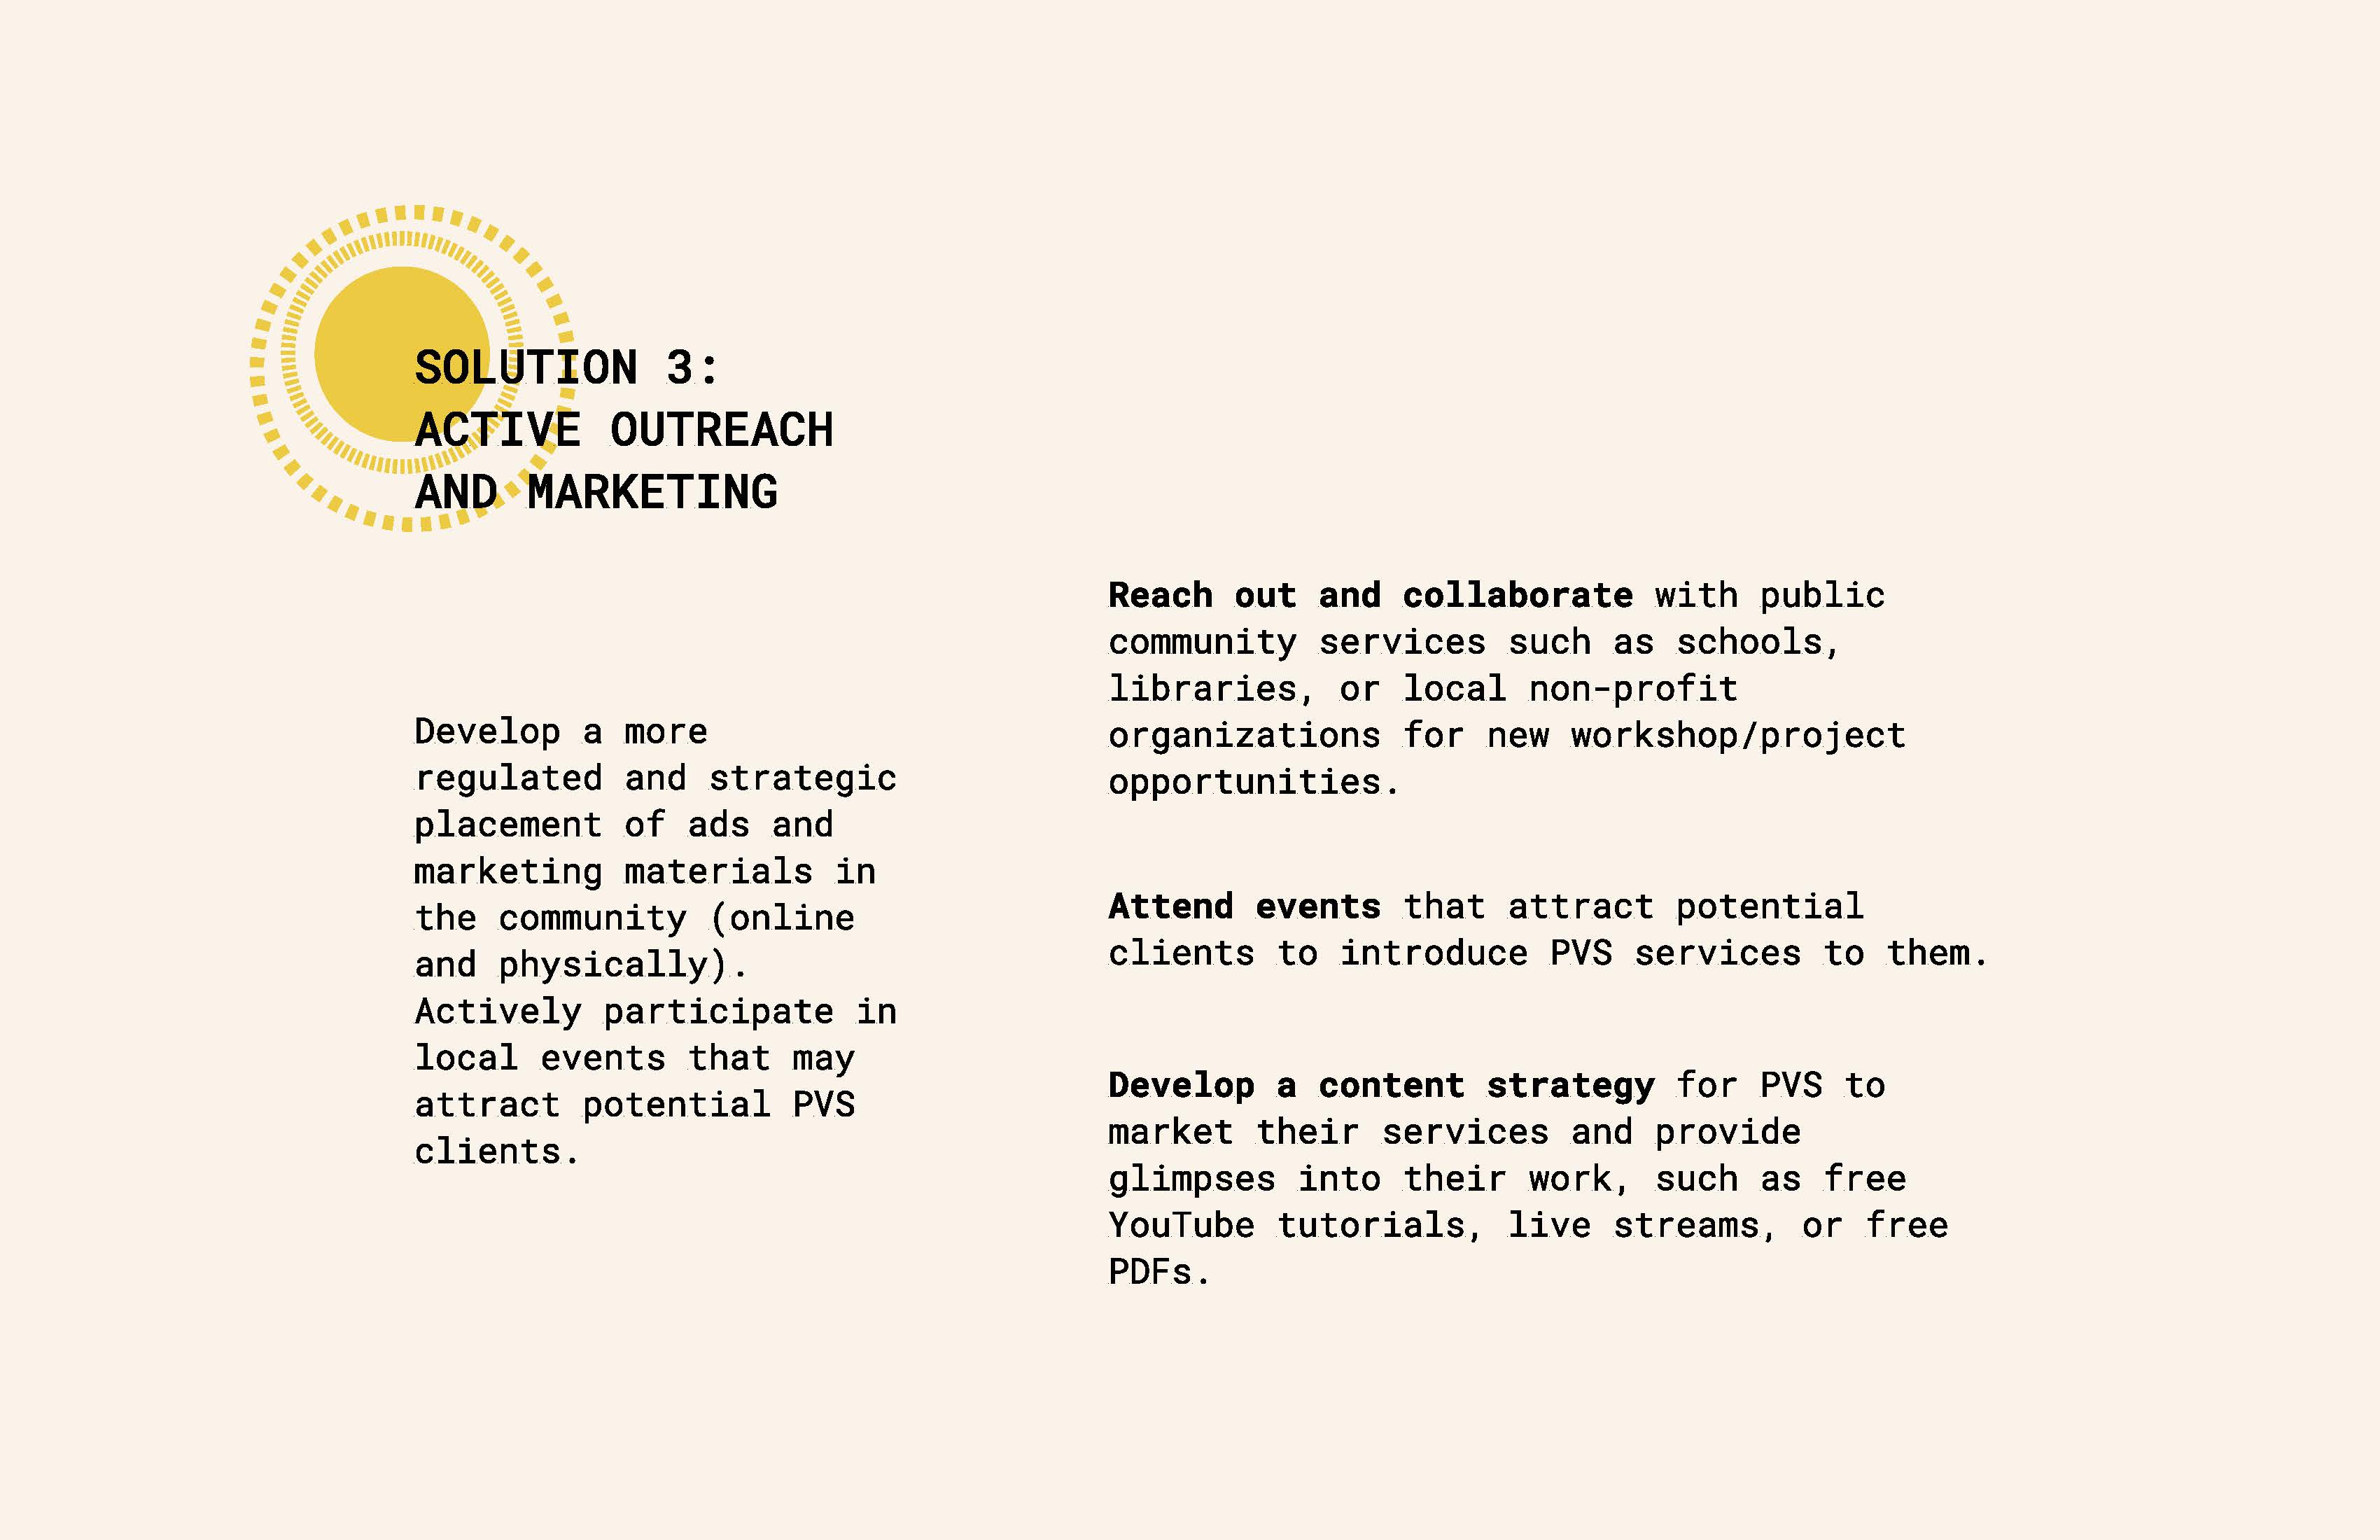 SOLUTION 3:
ACTIVE OUTREACH
AND MARKETING
Develop a more
regulated and strategic
placement of ads and
marketing materials in
the community (online
and physically).
Actively participate in
local events that may
attract potential PVS
clients.
Reach out and collaborate with public
community services such as schools,
libraries, or local non-profit
organizations for new workshop/project
opportunities.
Attend events that attract potential
clients to introduce PVS services to them.
Develop a content strategy for PVS to
market their services and provide
glimpses into their work, such as free
YouTube tutorials, live streams, or free
PDFs.